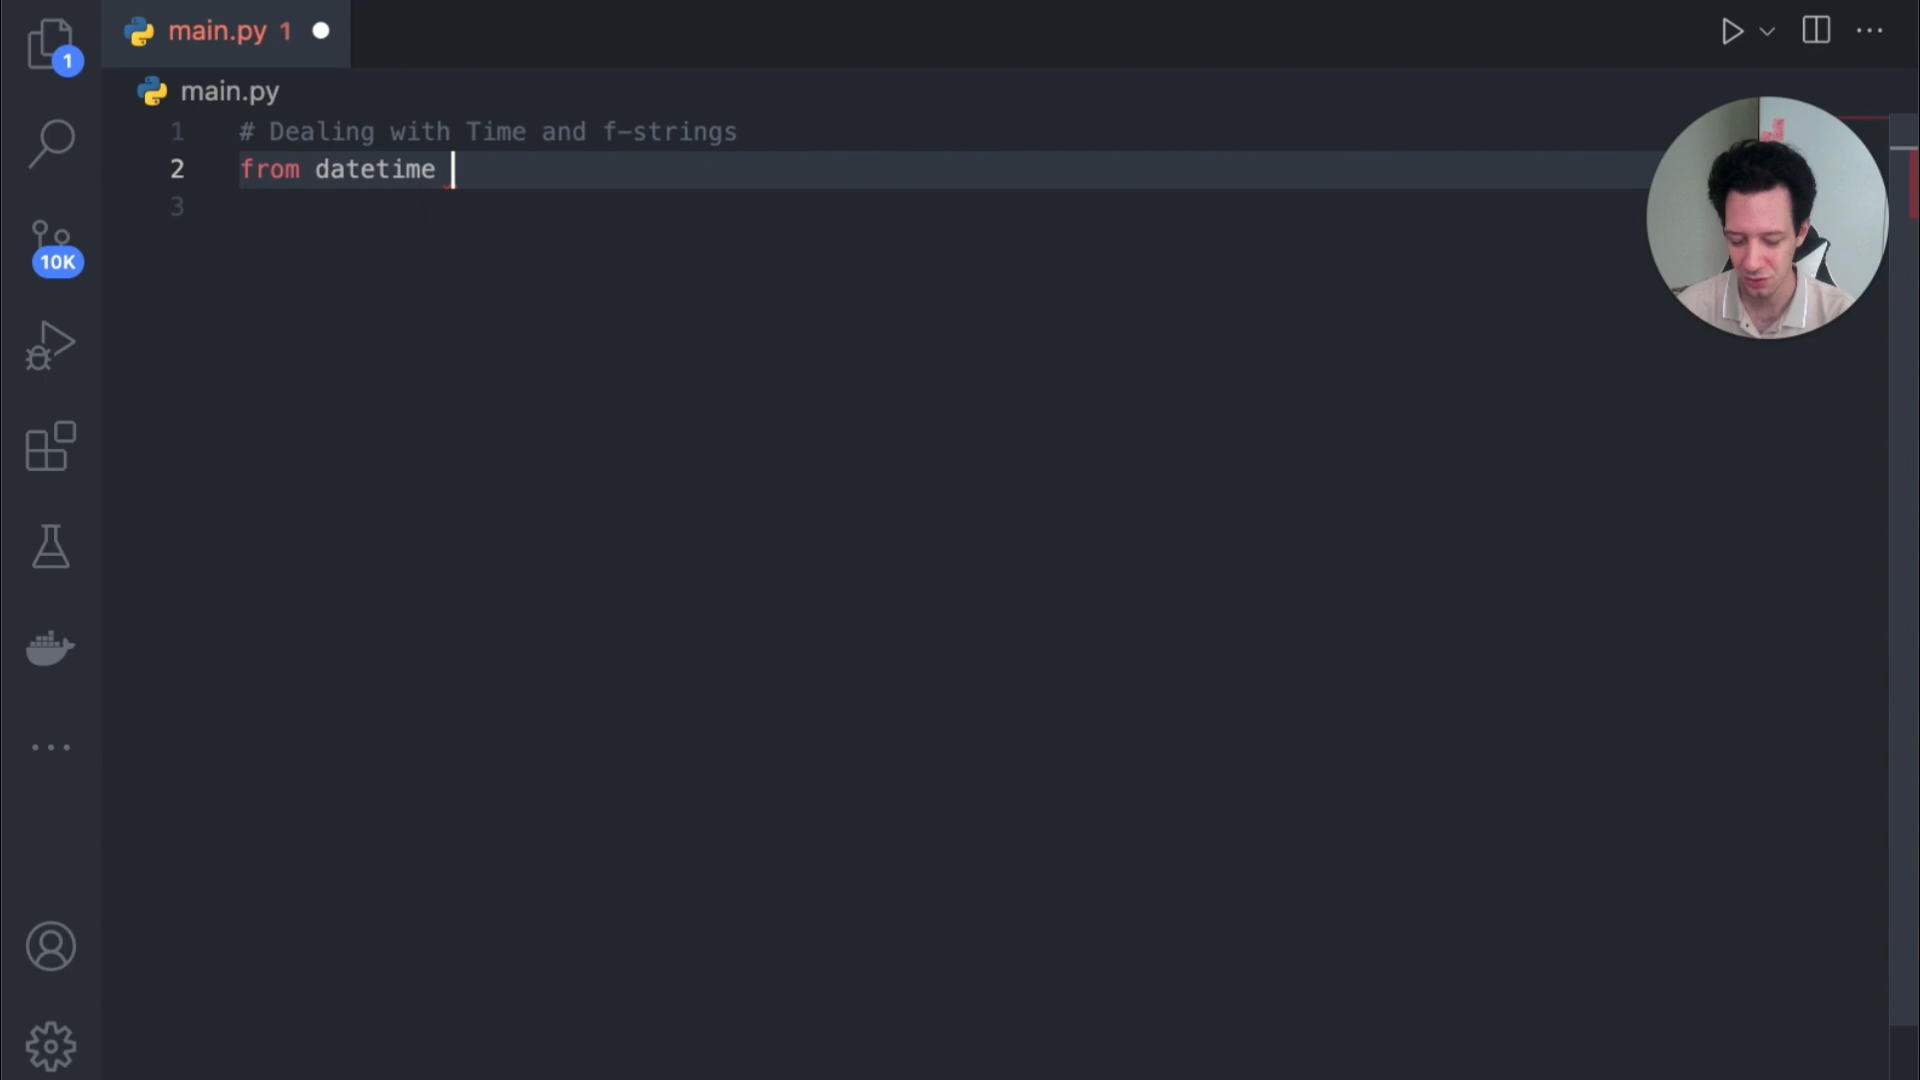 main.py 1
1
main.py
1 # Dealing with Time and f-strings
2 from datetime
3
10K